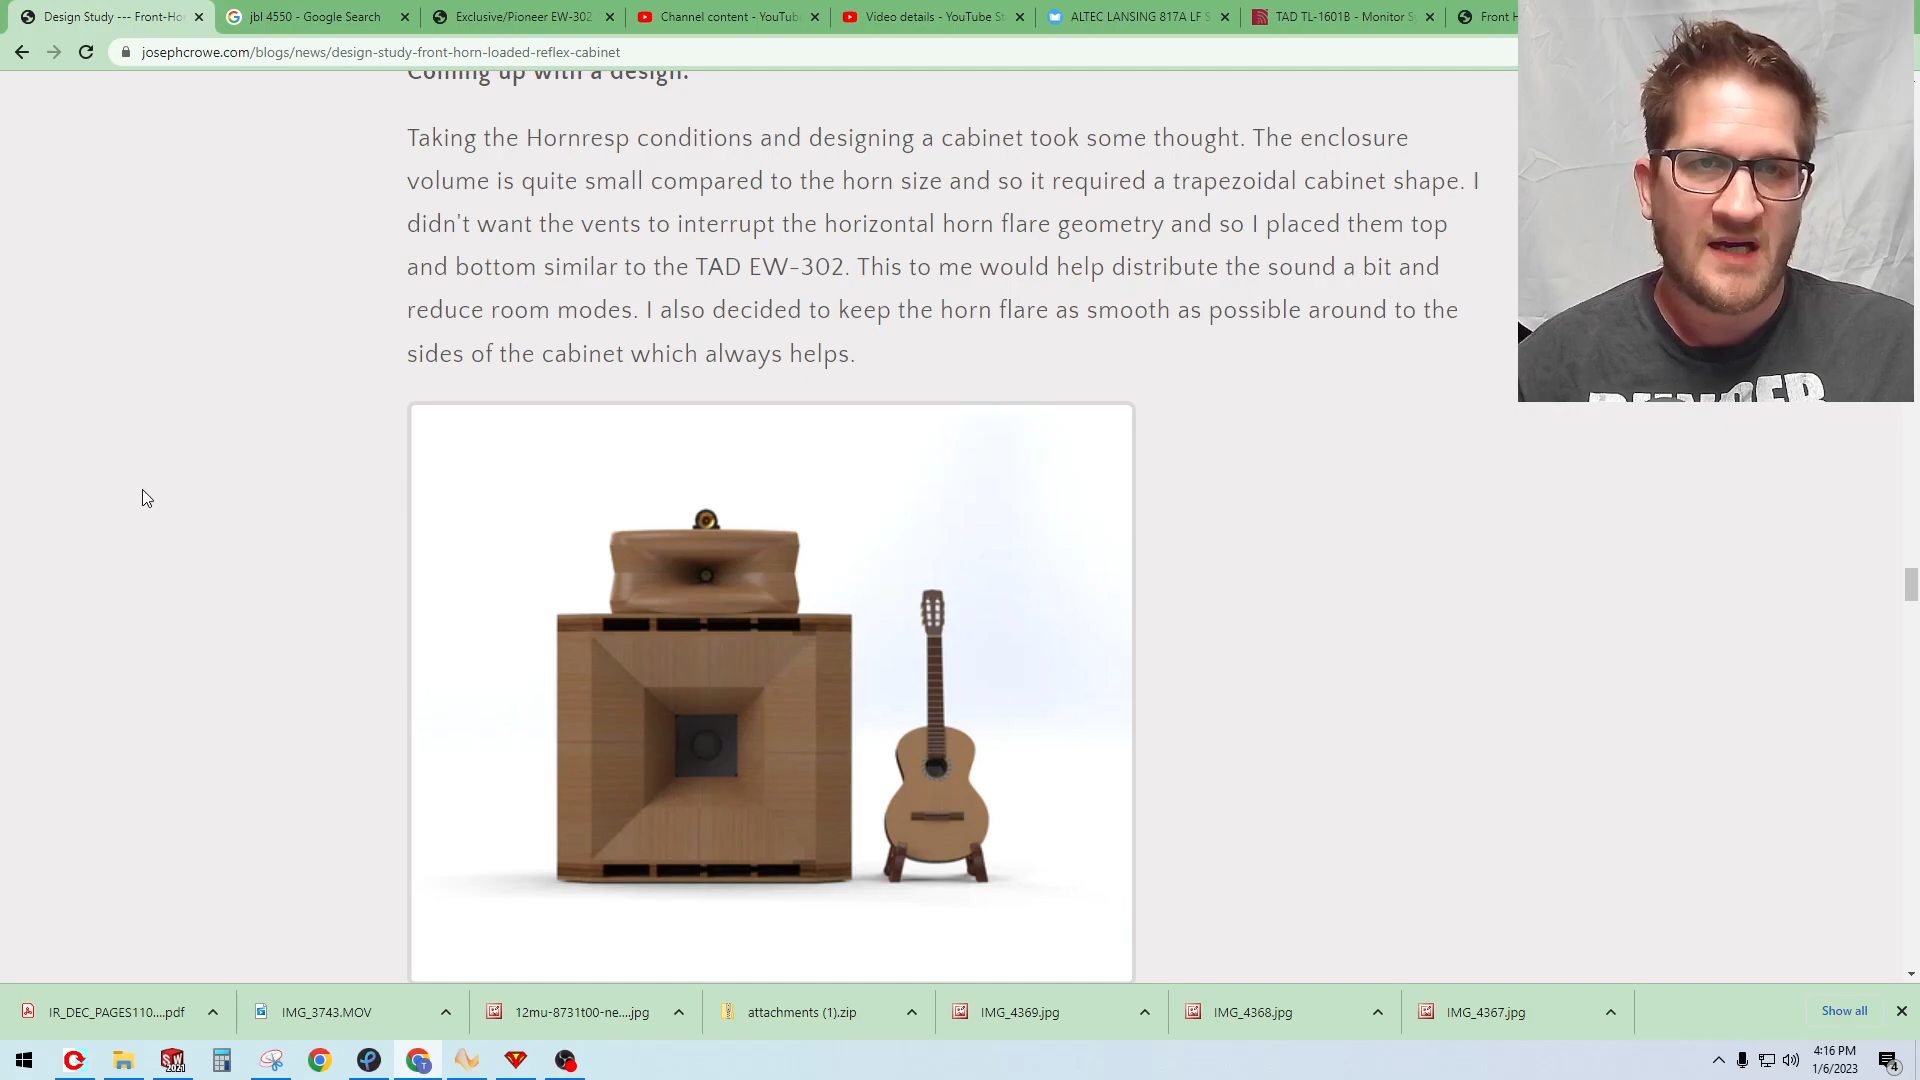 Design Study --- Front-Ho
jbl 4550 - Google Search
Exclusive/Pioneer EW-302
Channel content - YouTub
Video details - YouTube St
ALTEC LANSING 817A LF S
TAD TL-1601B - Monitor S
Front H
josephcrowe.com/blogs/news/design-study-front-horn-loaded-reflex-cabinet
Coming up with a design.
Taking the Hornresp conditions and designing a cabinet took some thought. The enclosure
volume is quite small compared to the horn size and so it required a trapezoidal cabinet shape. I
didn't want the vents to interrupt the horizontal horn flare geometry and so I placed them top
and bottom similar to the TAD EW-302. This to me would help distribute the sound a bit and
reduce room modes. I also decided to keep the horn flare as smooth as possible around to the
sides of the cabinet which always helps.
IR_DEC_PAGES110....pdf
IMG_3743.MOV
12mu-8731t00-ne....jpg
attachments (1).zip
IMG_4369.jpg
IMG_4368.jpg
IMG_4367.jpg
Show all
SW
2021
T
4:16 PM
1/6/2023
4